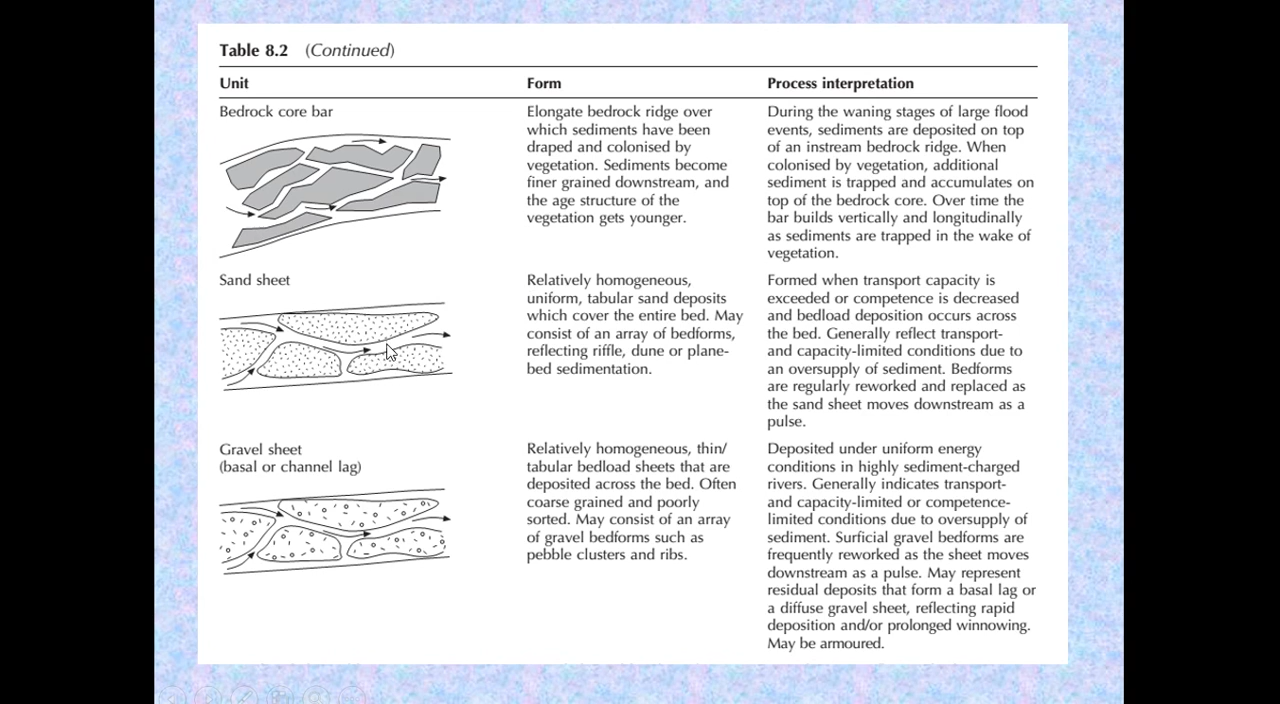 Table 8.2 (Continued)
Unit Form Process interpretation
Bedrock core bar
Elongate bedrock ridge over
which sediments have been
draped and colonised by
vegetation. Sediments become
finer grained downstream, and
the age structure of the
vegetation gets younger.
During the waning stages of large flood
events, sediments are deposited on top
of an instream bedrock ridge. When
colonised by vegetation, additional
sediment is trapped and accumulates on
top of the bedrock core. Over time the
bar builds vertically and longitudinally
as sediments are trapped in the wake of
vegetation.
Sand sheet
Relatively homogeneous,
uniform, tabular sand deposits
which cover the entire bed. May
consist of an array of bedforms,
reflecting riffle, dune or plane-
bed sedimentation.
Formed when transport capacity is
exceeded or competence is decreased
and bedload deposition occurs across
the bed. Generally reflect transport-
and capacity-limited conditions due to
an oversupply of sediment. Bedforms
are regularly reworked and replaced as
the sand sheet moves downstream as a
pulse.
Gravel sheet
(basal or channel lag)
Relatively homogeneous, thin/
tabular bedload sheets that are
deposited across the bed. Often
coarse grained and poorly
sorted. May consist of an array
of gravel bedforms such as
pebble clusters and ribs.
Deposited under uniform energy
conditions in highly sediment-charged
rivers. Generally indicates transport-
and capacity-limited or competence-
limited conditions due to oversupply of
sediment. Surficial gravel bedforms are
frequently reworked as the sheet moves
downstream as a pulse. May represent
residual deposits that form a basal lag or
a diffuse gravel sheet, reflecting rapid
deposition and/or prolonged winnowing.
May be armoured.